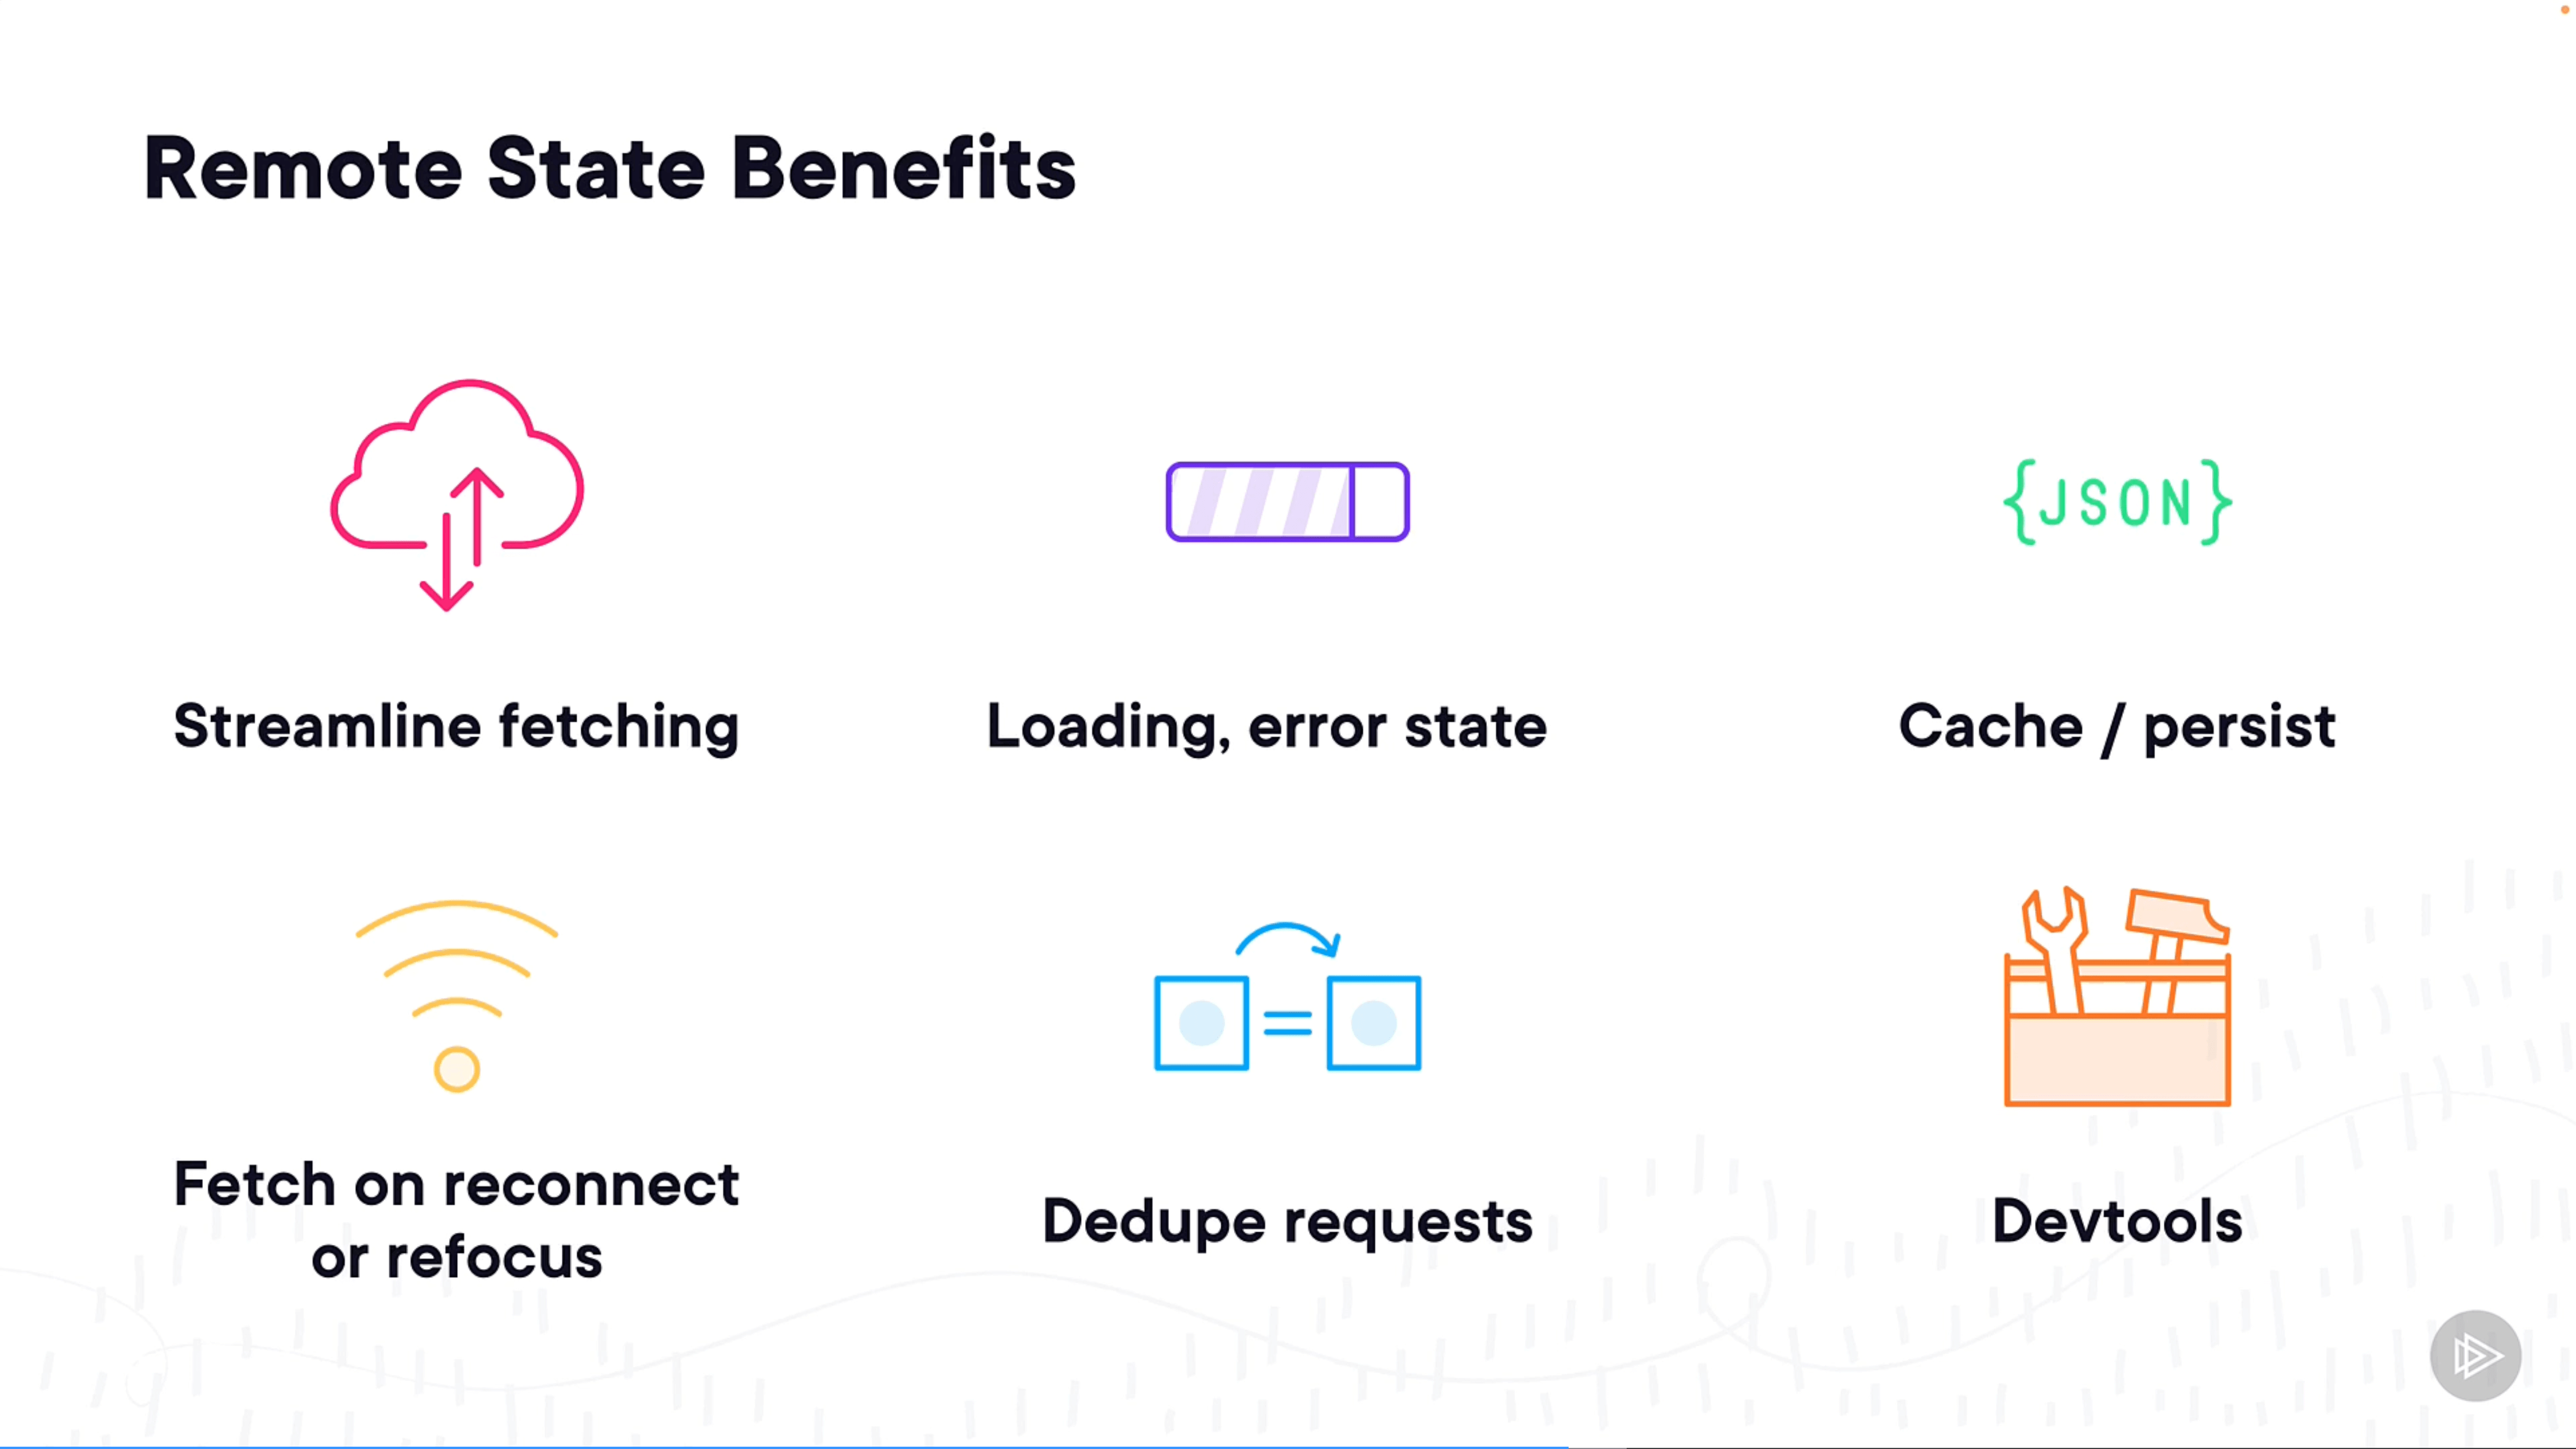 Remote State Benefits
{JSON}
Streamline fetching
Loading, error state
Cache / persist
Fetch on reconnect
or refocus
Dedupe requests
Devtools